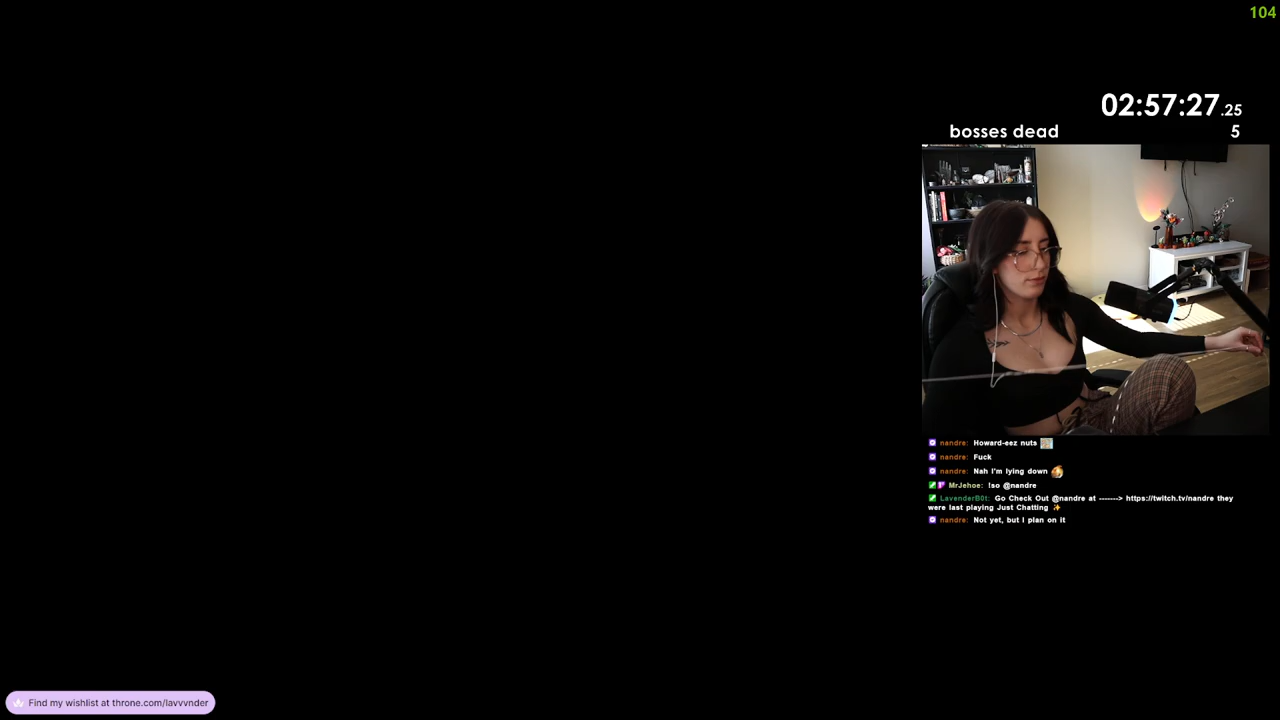 104
02:57:27.25
bosses dead 5
nandre: Howard-eez nuts
nandre: Fuck
nandre: Nah I'm lying down
MrJehoe: !so @nandre
LavenderB0t: Go Check Out @nandre at -------> https://twitch.tv/nandre they
were last playing Just Chatting ✨
nandre: Not yet, but I plan on it
Find my wishlist at throne.com/lavvvnder